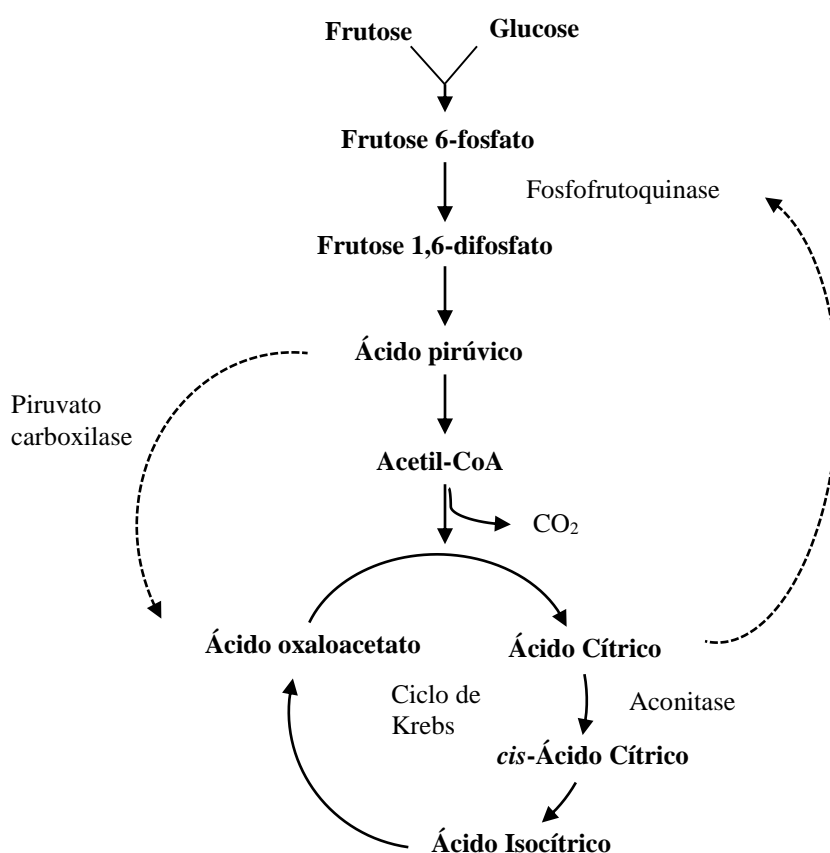 Frutose
Glucose
Frutose 6-fosfato
Fosfofrutoquinase
Frutose 1,6-difosfato
Ácido pirúvico
Piruvato
carboxilase
Acetil-CoA
CO₂
Ácido oxaloacetato
Ácido Cítrico
Ciclo de
Krebs
Aconitase
cis-Ácido Cítrico
Ácido Isocítrico